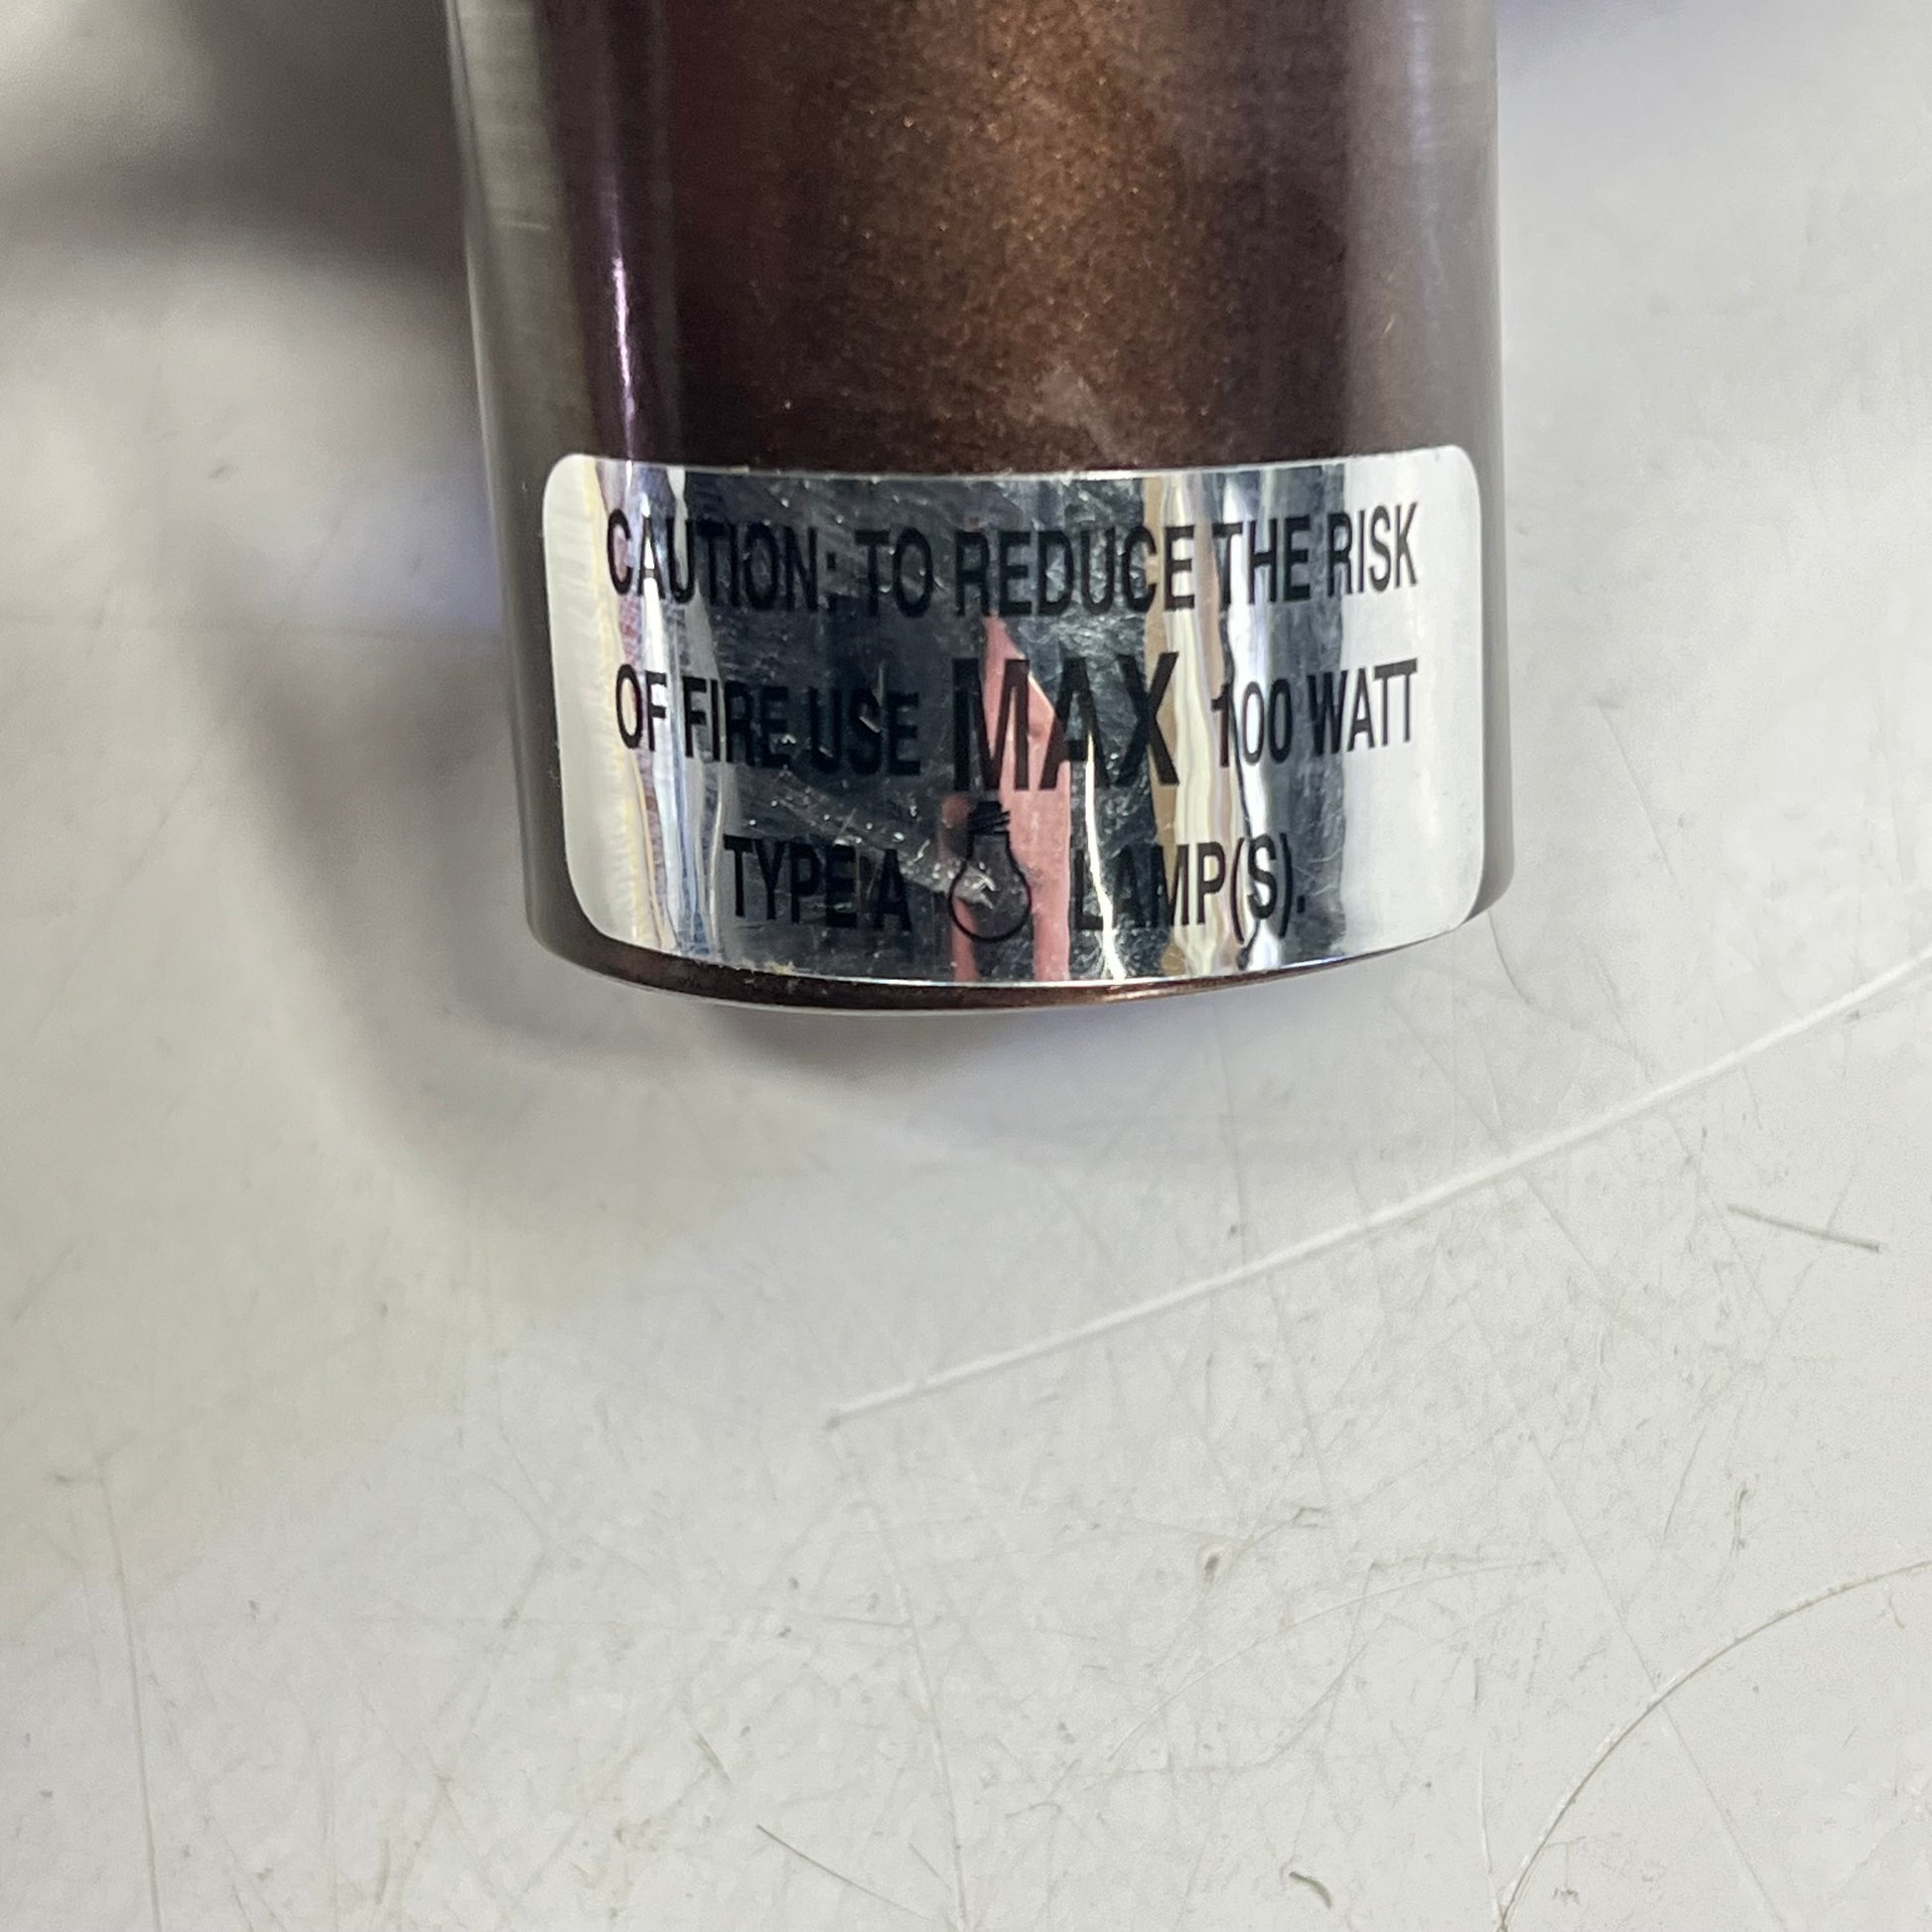 CAUTION: TO REDUCE THE RISK
OF FIRE USE MAX 100 WATT
TYPE A LAMP(S).